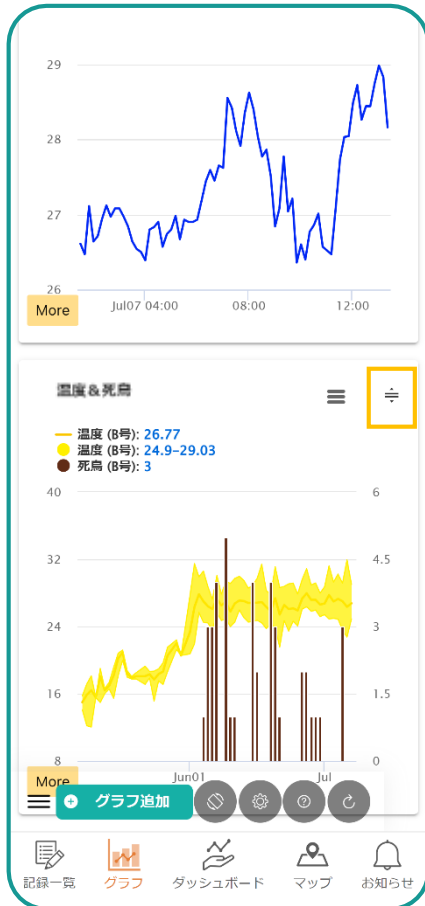 29
28
27
26
Jul07 04:00
08:00
12:00
More
温度&死鳥
温度 (B号): 26.77
温度 (B号): 24.9–29.03
死鳥 (B号): 3
40
6
32
4.5
24
3
16
1.5
8
0
Jun01
Jul
More
グラフ追加
記録一覧
グラフ
ダッシュボード
マップ
お知らせ